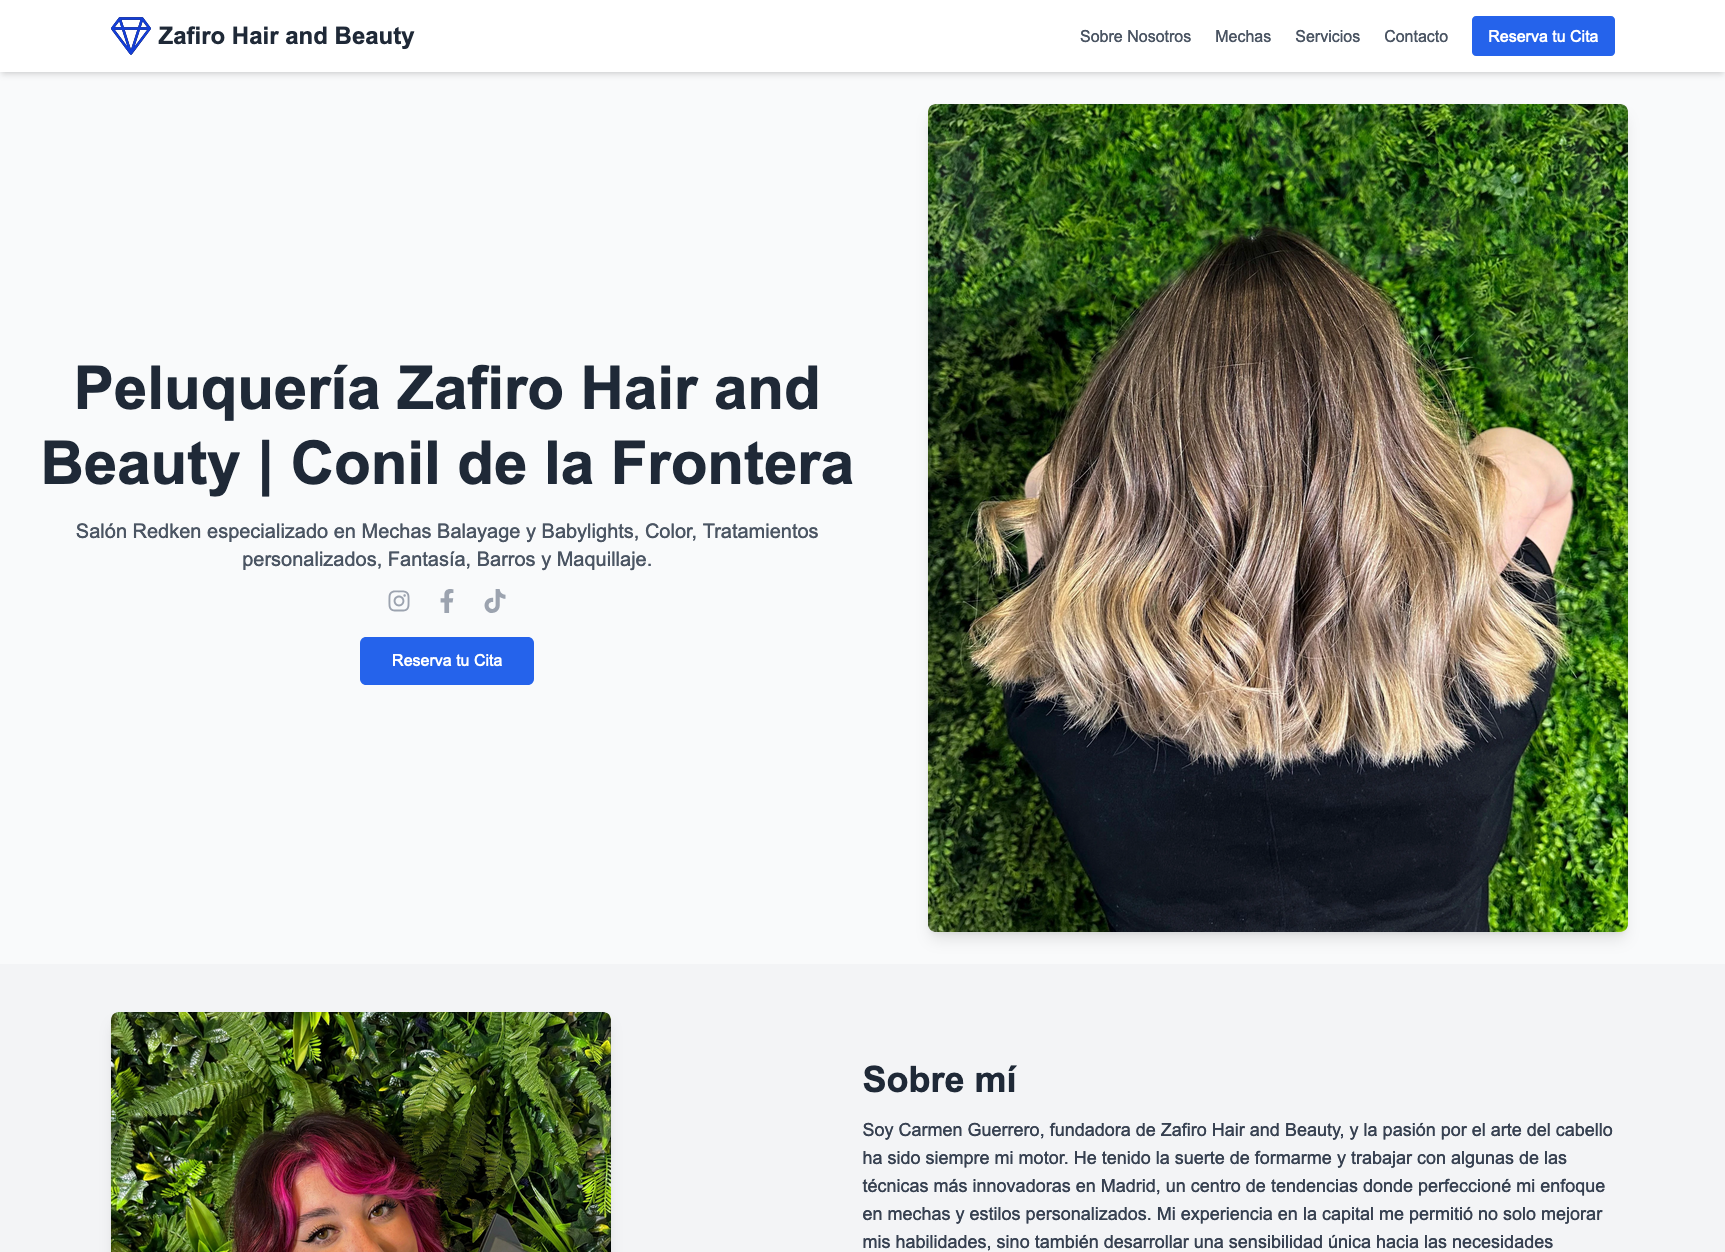 Zafiro Hair and Beauty
Sobre Nosotros
Mechas
Servicios
Contacto
Reserva tu Cita
Peluquería Zafiro Hair and
Beauty | Conil de la Frontera
Salón Redken especializado en Mechas Balayage y Babylights, Color, Tratamientos
personalizados, Fantasía, Barros y Maquillaje.
Reserva tu Cita
Sobre mí
Soy Carmen Guerrero, fundadora de Zafiro Hair and Beauty, y la pasión por el arte del cabello
ha sido siempre mi motor. He tenido la suerte de formarme y trabajar con algunas de las
técnicas más innovadoras en Madrid, un centro de tendencias donde perfeccioné mi enfoque
en mechas y estilos personalizados. Mi experiencia en la capital me permitió no solo mejorar
mis habilidades, sino también desarrollar una sensibilidad única hacia las necesidades